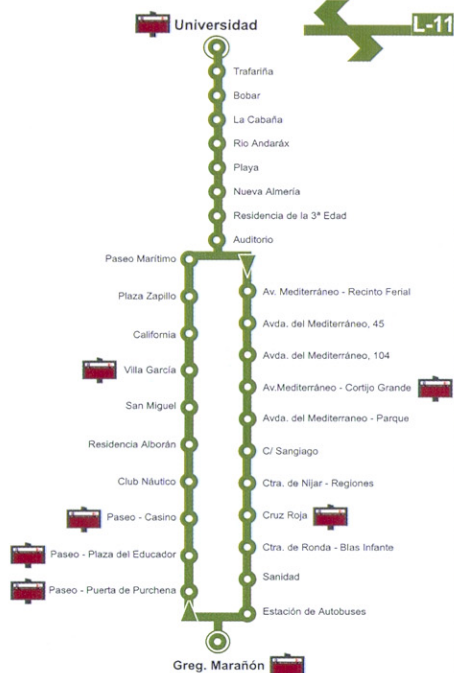 Universidad
L-11
Trafariña
Bobar
La Cabaña
Rio Andaráx
Playa
Nueva Almería
Residencia de la 3ª Edad
Auditorio
Paseo Marítimo
Plaza Zapillo
California
Villa García
San Miguel
Residencia Alborán
Club Náutico
Paseo - Casino
Paseo - Plaza del Educador
Paseo - Puerta de Purchena
Av. Mediterráneo - Recinto Ferial
Avda. del Mediterráneo, 45
Avda. del Mediterráneo, 104
Av.Mediterráneo - Cortijo Grande
Avda. del Mediterraneo - Parque
C/ Sangiago
Ctra. de Nijar - Regiones
Cruz Roja
Ctra. de Ronda - Blas Infante
Sanidad
Estación de Autobuses
Greg. Marañón